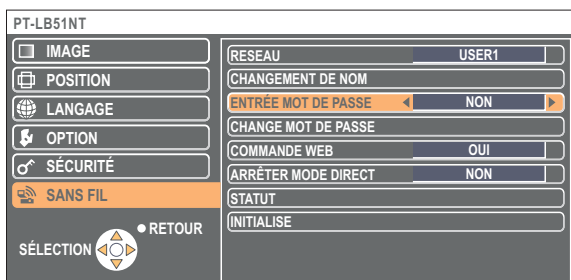 PT-LB51NT
IMAGE
POSITION
LANGAGE
OPTION
SÉCURITÉ
SANS FIL
RETOUR
SÉLECTION
RESEAU USER1
CHANGEMENT DE NOM
ENTRÉE MOT DE PASSE NON
CHANGE MOT DE PASSE
COMMANDE WEB OUI
ARRÊTER MODE DIRECT NON
STATUT
INITIALISE